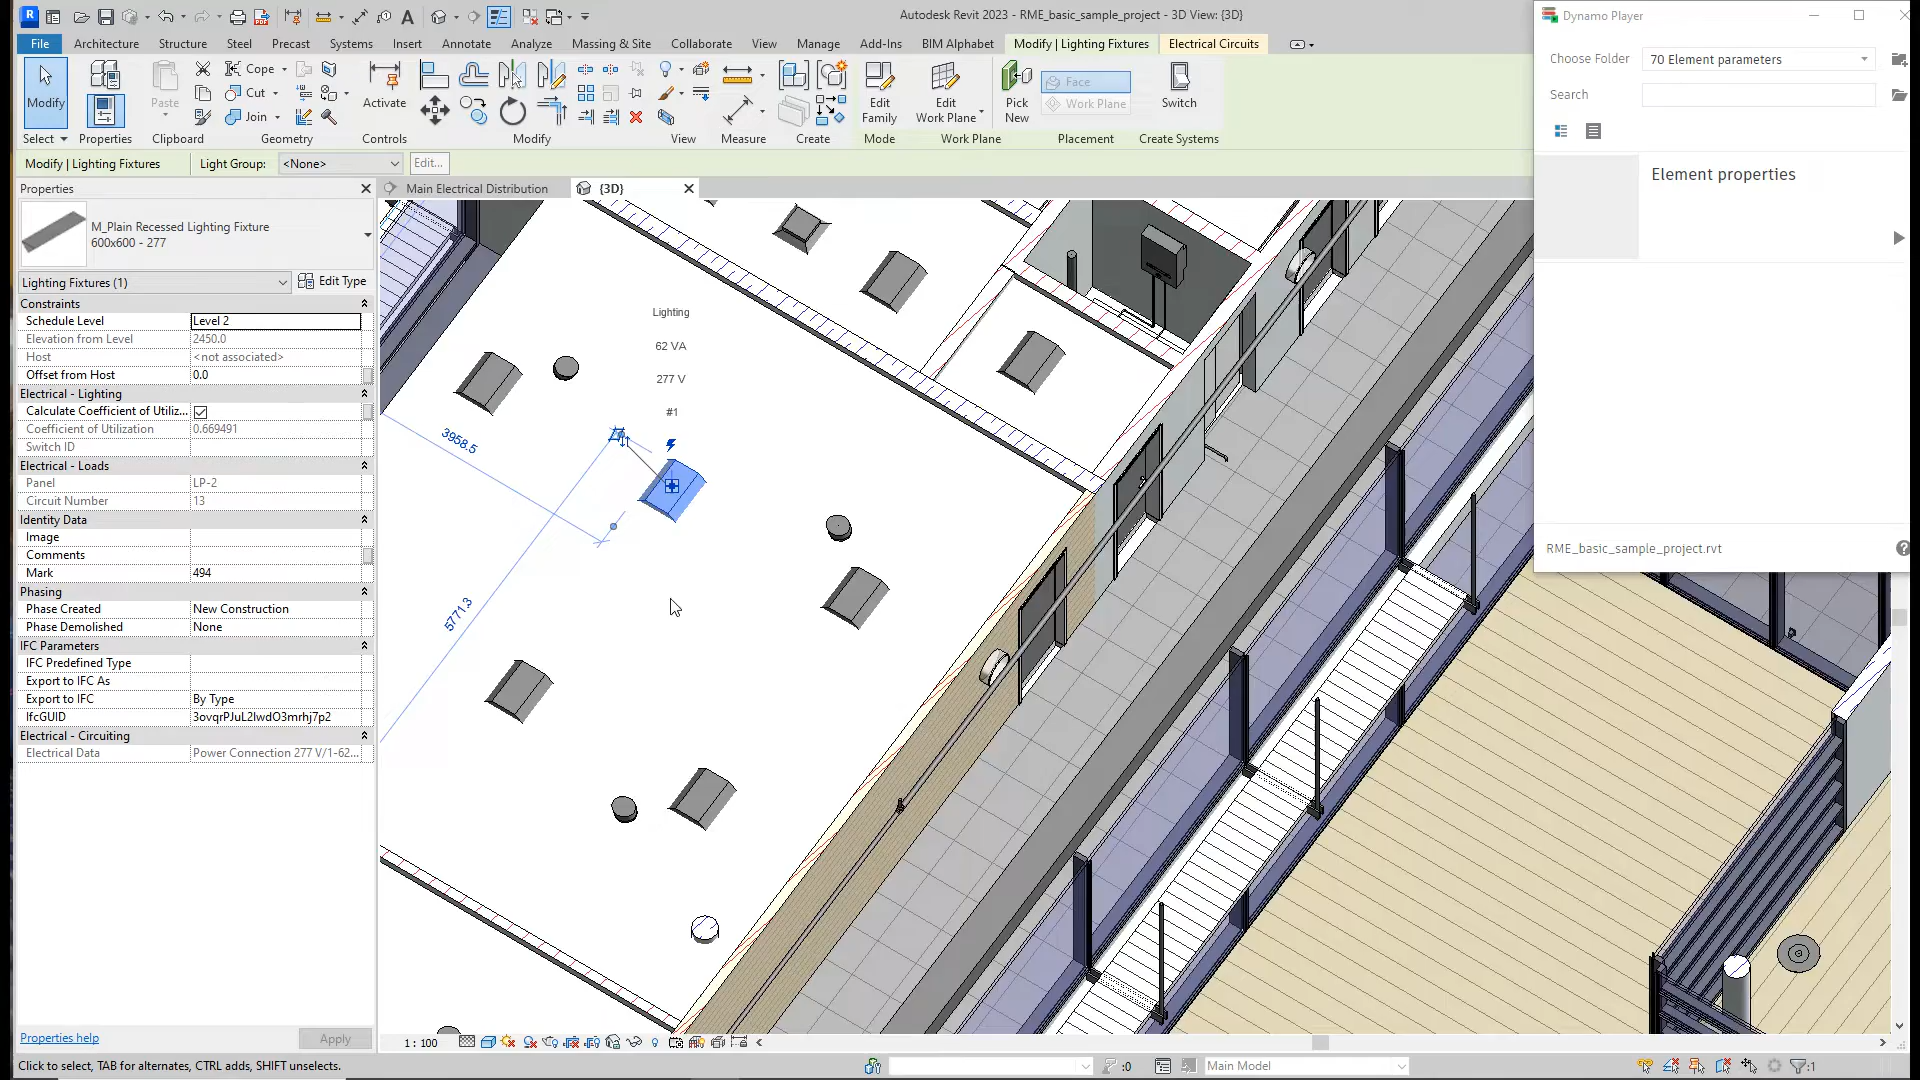 Autodesk Revit 2023 - RME_basic_sample_project - 3D View: {3D}
File Architecture Structure Steel Precast Systems Insert Annotate Analyze Massing & Site Collaborate View Manage Add-Ins BIM Alphabet Modify | Lighting Fixtures Electrical Circuits
Modify
Select
Properties
Paste
Clipboard
Cope
Cut
Join
Geometry
Activate
Controls
Modify
View
Measure
Create
Edit Family
Mode
Edit Work Plane
Work Plane
Pick New
Face
Work Plane
Placement
Switch
Create Systems
Modify | Lighting Fixtures
Light Group:
<None>
Edit...
Properties
Main Electrical Distribution
{3D}
M_Plain Recessed Lighting Fixture
600x600 - 277
Lighting Fixtures (1)
Edit Type
Constraints
Schedule Level Level 2
Elevation from Level 2450.0
Host <not associated>
Offset from Host 0.0
Electrical - Lighting
Calculate Coefficient of Utiliz...
Coefficient of Utilization 0.669491
Switch ID
Electrical - Loads
Panel LP-2
Circuit Number 13
Identity Data
Image
Comments
Mark 494
Phasing
Phase Created New Construction
Phase Demolished None
IFC Parameters
IFC Predefined Type
Export to IFC As
Export to IFC By Type
IfcGUID 3ovqrPJuL2IwdO3mrhj7p2
Electrical - Circuiting
Electrical Data Power Connection 277 V/1-62...
Properties help
Apply
Lighting
62 VA
277 V
#1
3958.5
5771.3
Dynamo Player
Choose Folder 70 Element parameters
Search
Element properties
RME_basic_sample_project.rvt
1 : 100
Click to select, TAB for alternates, CTRL adds, SHIFT unselects.
:0
Main Model
:1